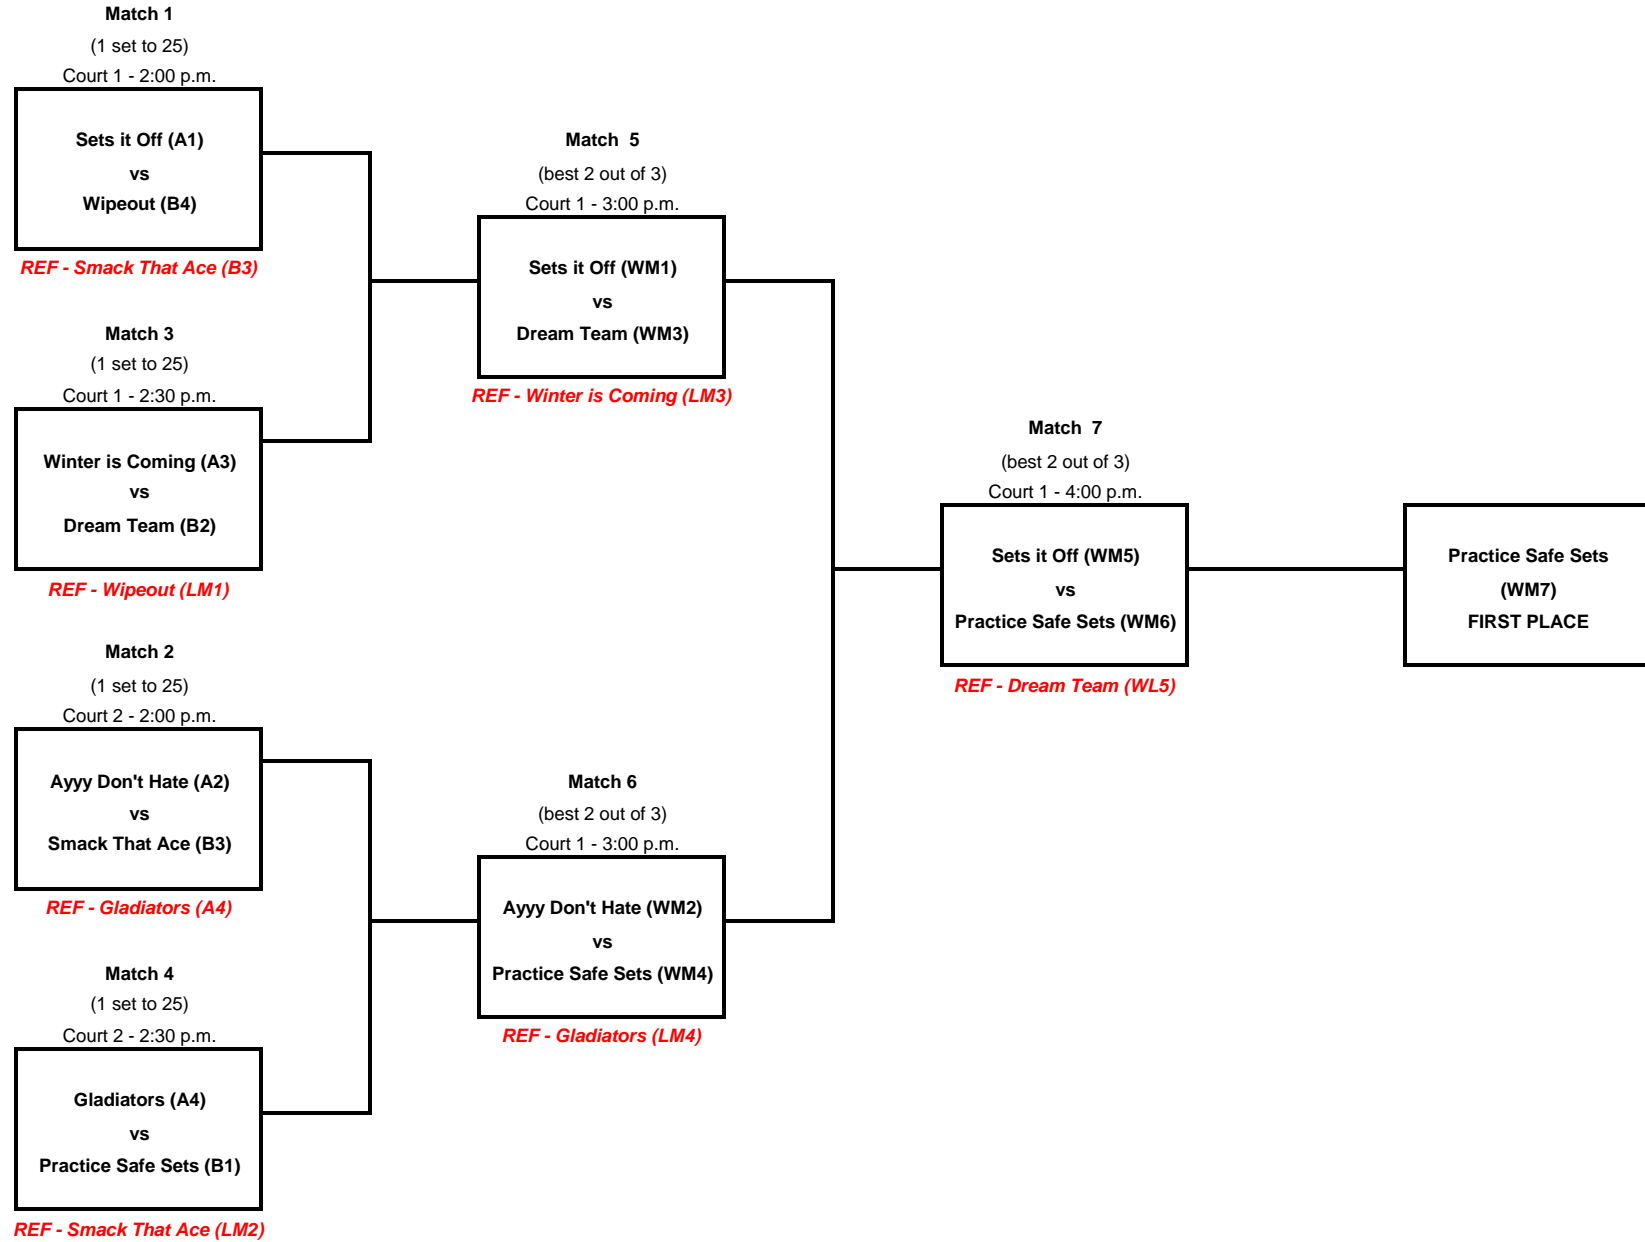 Match 1
(1 set to 25)
Court 1 - 2:00 p.m.
Sets it Off (A1)
vs
Wipeout (B4)
REF - Smack That Ace (B3)
Match 3
(1 set to 25)
Court 1 - 2:30 p.m.
Winter is Coming (A3)
vs
Dream Team (B2)
REF - Wipeout (LM1)
Match 2
(1 set to 25)
Court 2 - 2:00 p.m.
Ayyy Don't Hate (A2)
vs
Smack That Ace (B3)
REF - Gladiators (A4)
Match 4
(1 set to 25)
Court 2 - 2:30 p.m.
Gladiators (A4)
vs
Practice Safe Sets (B1)
REF - Smack That Ace (LM2)
Match 5
(best 2 out of 3)
Court 1 - 3:00 p.m.
Sets it Off (WM1)
vs
Dream Team (WM3)
REF - Winter is Coming (LM3)
Match 6
(best 2 out of 3)
Court 1 - 3:00 p.m.
Ayyy Don't Hate (WM2)
vs
Practice Safe Sets (WM4)
REF - Gladiators (LM4)
Match 7
(best 2 out of 3)
Court 1 - 4:00 p.m.
Sets it Off (WM5)
vs
Practice Safe Sets (WM6)
REF - Dream Team (WL5)
Practice Safe Sets
(WM7)
FIRST PLACE